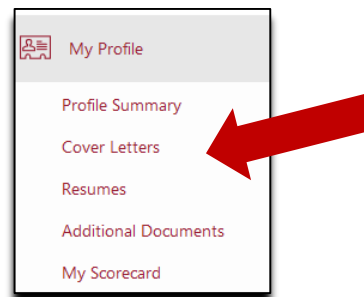 My Profile
Profile Summary
Cover Letters
Resumes
Additional Documents
My Scorecard